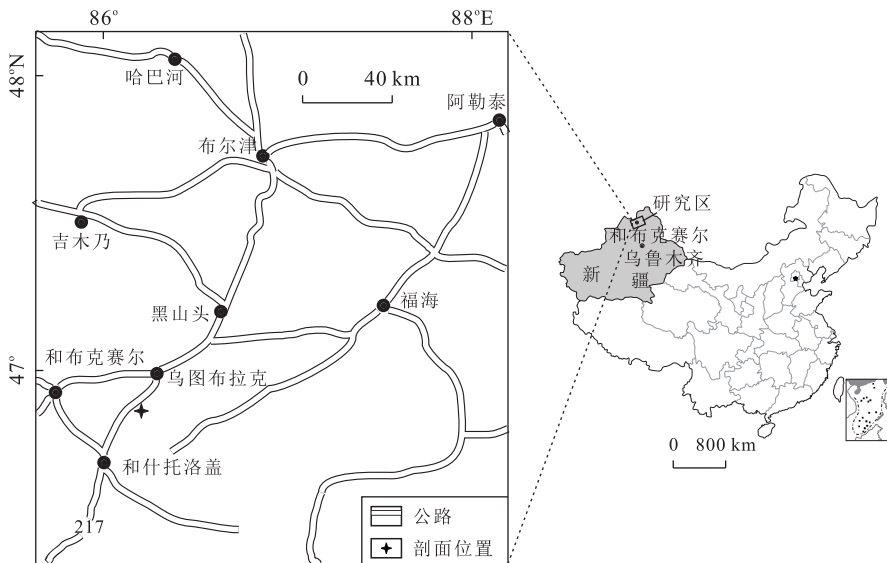 86°
88°E
48°N
哈巴河
0 40 km
阿勒泰
布尔津
吉木乃
研究区
和布克赛尔
乌鲁木齐
新疆
黑山头
福海
47°
和布克赛尔
乌图布拉克
和什托洛盖
0 800 km
217
公路
剖面位置